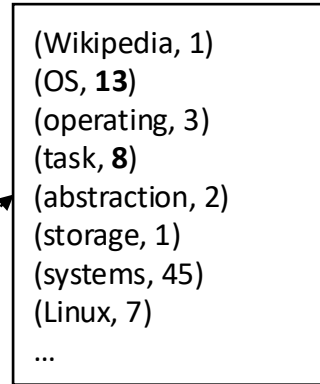 (Wikipedia, 1)
(OS, 13)
(operating, 3)
(task, 8)
(abstraction, 2)
(storage, 1)
(systems, 45)
(Linux, 7)
...